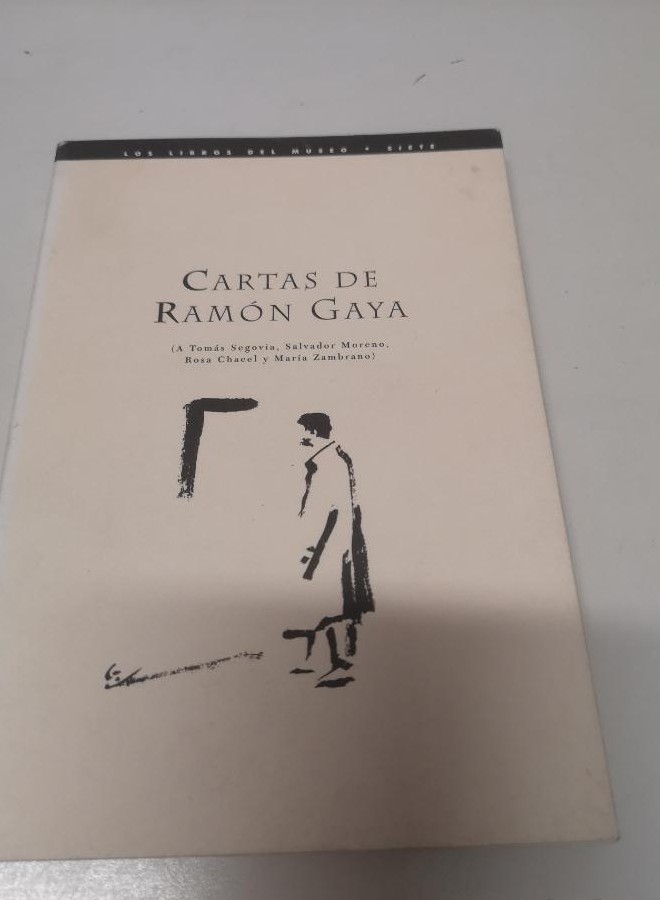 LOS LIBROS DEL MUSEO • SIETE
CARTAS DE
RAMÓN GAYA
(A Tomás Segovia, Salvador Moreno,
Rosa Chacel y María Zambrano)